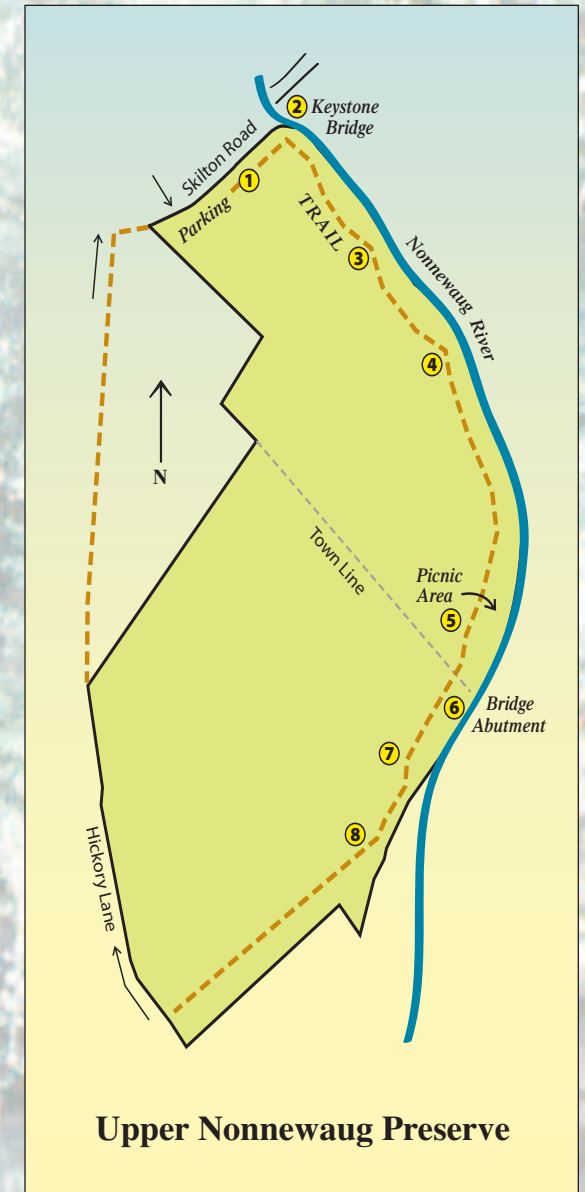 2 Keystone
Bridge
Skilton Road
1
Parking
TRAIL
3
Nonnewaug River
4
N
Town Line
Picnic
Area
5
6 Bridge
Abutment
7
8
Hickory Lane
Upper Nonnewaug Preserve